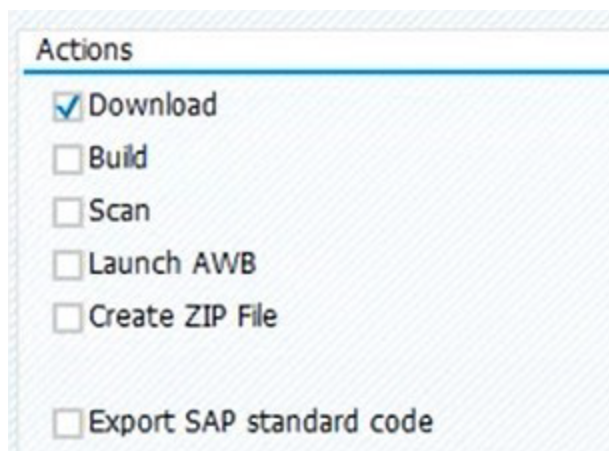 Actions
Download
Build
Scan
Launch AWB
Create ZIP File
Export SAP standard code